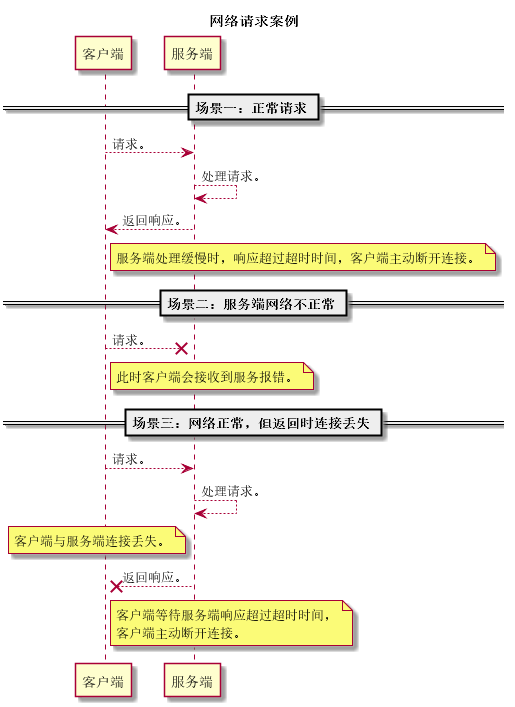 网络请求案例
客户端
服务端
场景一：正常请求
请求。
处理请求。
返回响应。
服务端处理缓慢时，响应超过超时时间，客户端主动断开连接。
场景二：服务端网络不正常
请求。
此时客户端会接收到服务报错。
场景三：网络正常，但返回时连接丢失
请求。
处理请求。
客户端与服务端连接丢失。
返回响应。
客户端等待服务端响应超过超时时间，
客户端主动断开连接。
客户端
服务端